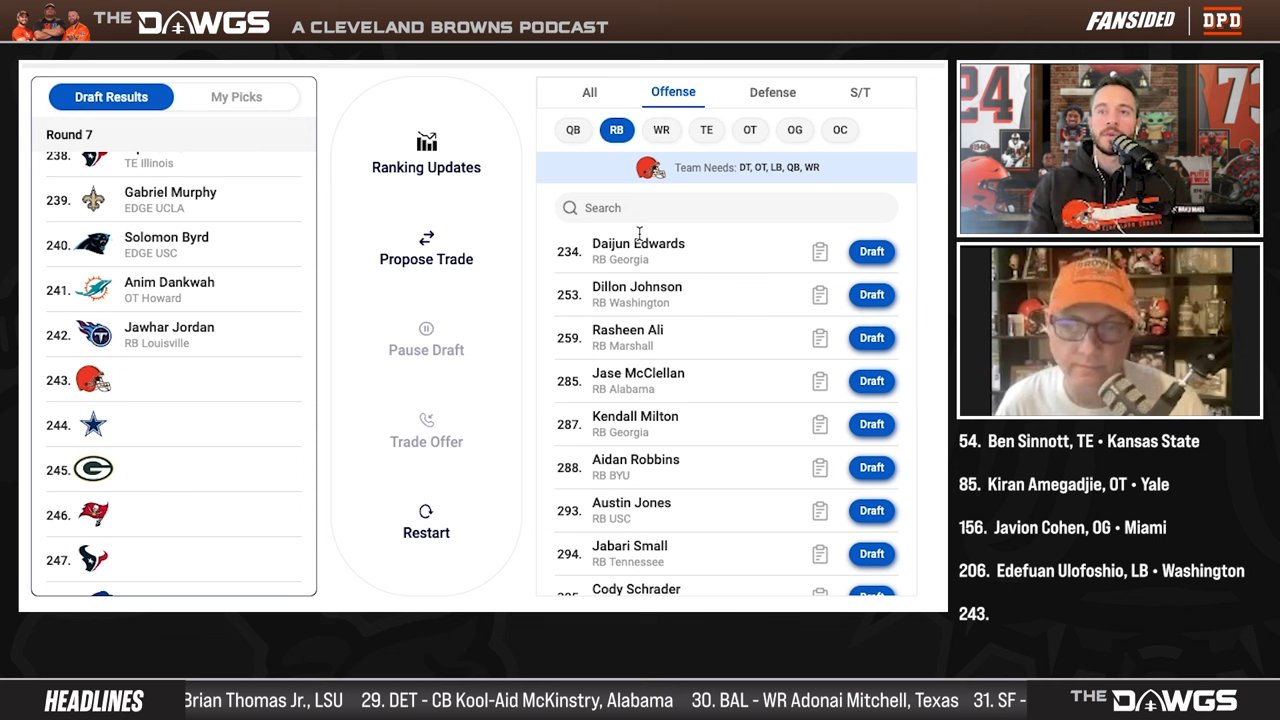 THE DAWGS A CLEVELAND BROWNS PODCAST
FANSIDED DPD
Draft Results
My Picks
Round 7
238.
TE Illinois
239.
Gabriel Murphy
EDGE UCLA
240.
Solomon Byrd
EDGE USC
241.
Anim Dankwah
OT Howard
242.
Jawhar Jordan
RB Louisville
243.
244.
245.
246.
247.
Ranking Updates
Propose Trade
Pause Draft
Trade Offer
Restart
All Offense Defense S/T
QB RB WR TE OT OG OC
Team Needs: DT, OT, LB, QB, WR
Search
234. Daijun Edwards Draft
RB Georgia
253. Dillon Johnson Draft
RB Washington
259. Rasheen Ali Draft
RB Marshall
285. Jase McClellan Draft
RB Alabama
287. Kendall Milton Draft
RB Georgia
288. Aidan Robbins Draft
RB BYU
293. Austin Jones Draft
RB USC
294. Jabari Small Draft
RB Tennessee
Cody Schrader Draft
24
73
54. Ben Sinnott, TE • Kansas State
85. Kiran Amegadjie, OT • Yale
156. Javion Cohen, OG • Miami
206. Edefuan Ulofoshio, LB • Washington
243.
HEADLINES Brian Thomas Jr., LSU 29. DET - CB Kool-Aid McKinstry, Alabama 30. BAL - WR Adonai Mitchell, Texas 31. SF - THE DAWGS